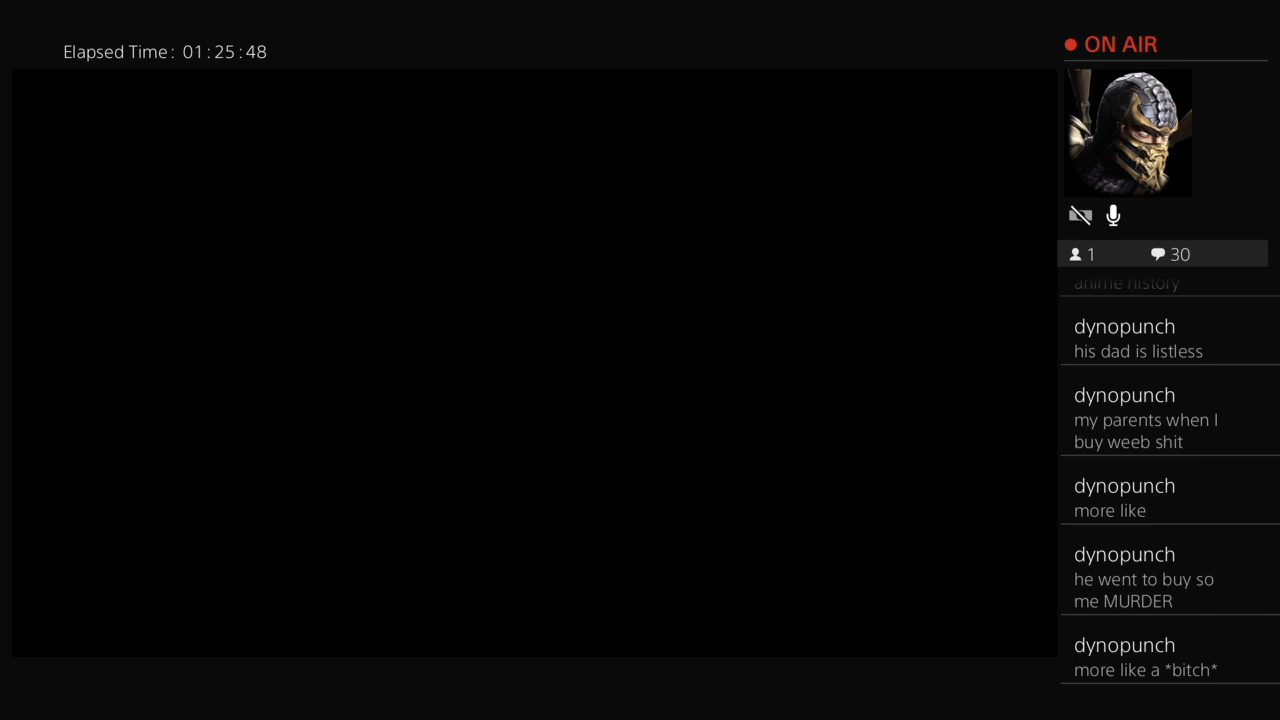 Elapsed Time: 01:25:48
ON AIR
1
30
anime history
dynopunch
his dad is listless
dynopunch
my parents when I
buy weeb shit
dynopunch
more like
dynopunch
he went to buy so
me MURDER
dynopunch
more like a *bitch*